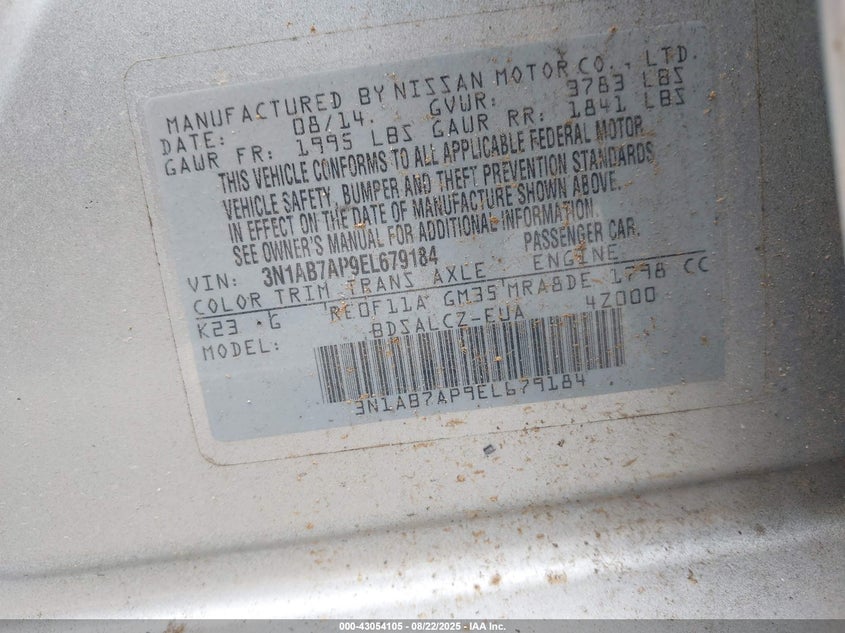 MANUFACTURED BY NISSAN MOTOR CO., LTD.
DATE: 08/14. GVWR: 3783 LBS
GAWR FR: 1995 LBS GAWR RR: 1841 LBS
THIS VEHICLE CONFORMS TO ALL APPLICABLE FEDERAL MOTOR
VEHICLE SAFETY, BUMPER AND THEFT PREVENTION STANDARDS
IN EFFECT ON THE DATE OF MANUFACTURE SHOWN ABOVE.
SEE OWNER'S MANUAL FOR ADDITIONAL INFORMATION.
VIN: 3N1AB7AP9EL679184 PASSENGER CAR.
COLOR TRIM TRANS AXLE ENGINE
K23 G RE0F11A GM35 MRA8DE 1798 CC
MODEL: BDSALCZ-EUA 4Z000
3N1AB7AP9EL679184
000-43054105 - 08/22/2025 - IAA Inc.